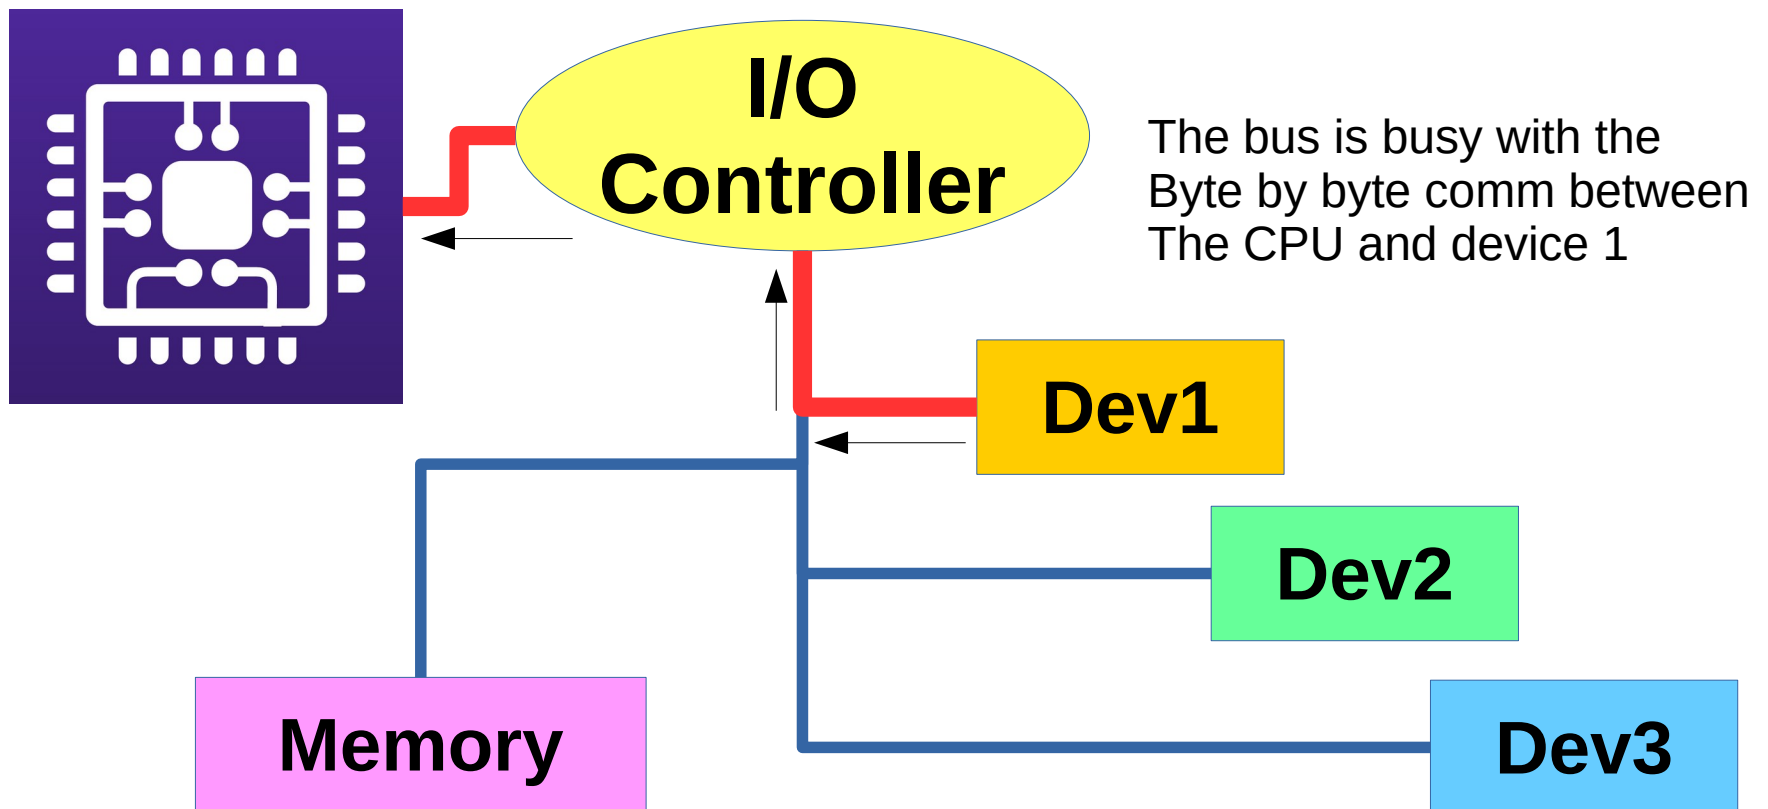 I/O
Controller
The bus is busy with the
Byte by byte comm between
The CPU and device 1
Dev1
Dev2
Memory
Dev3